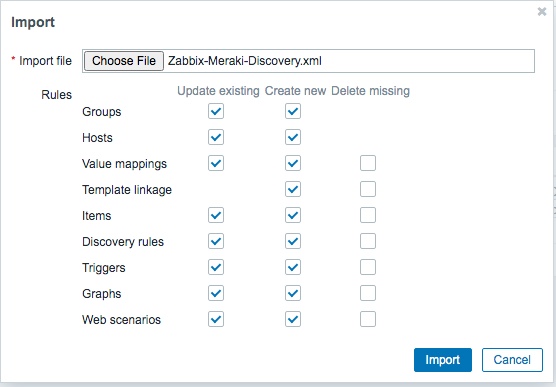 Import
* Import file Choose File Zabbix-Meraki-Discovery.xml
Rules Update existing Create new Delete missing
Groups
Hosts
Value mappings
Template linkage
Items
Discovery rules
Triggers
Graphs
Web scenarios
Import Cancel